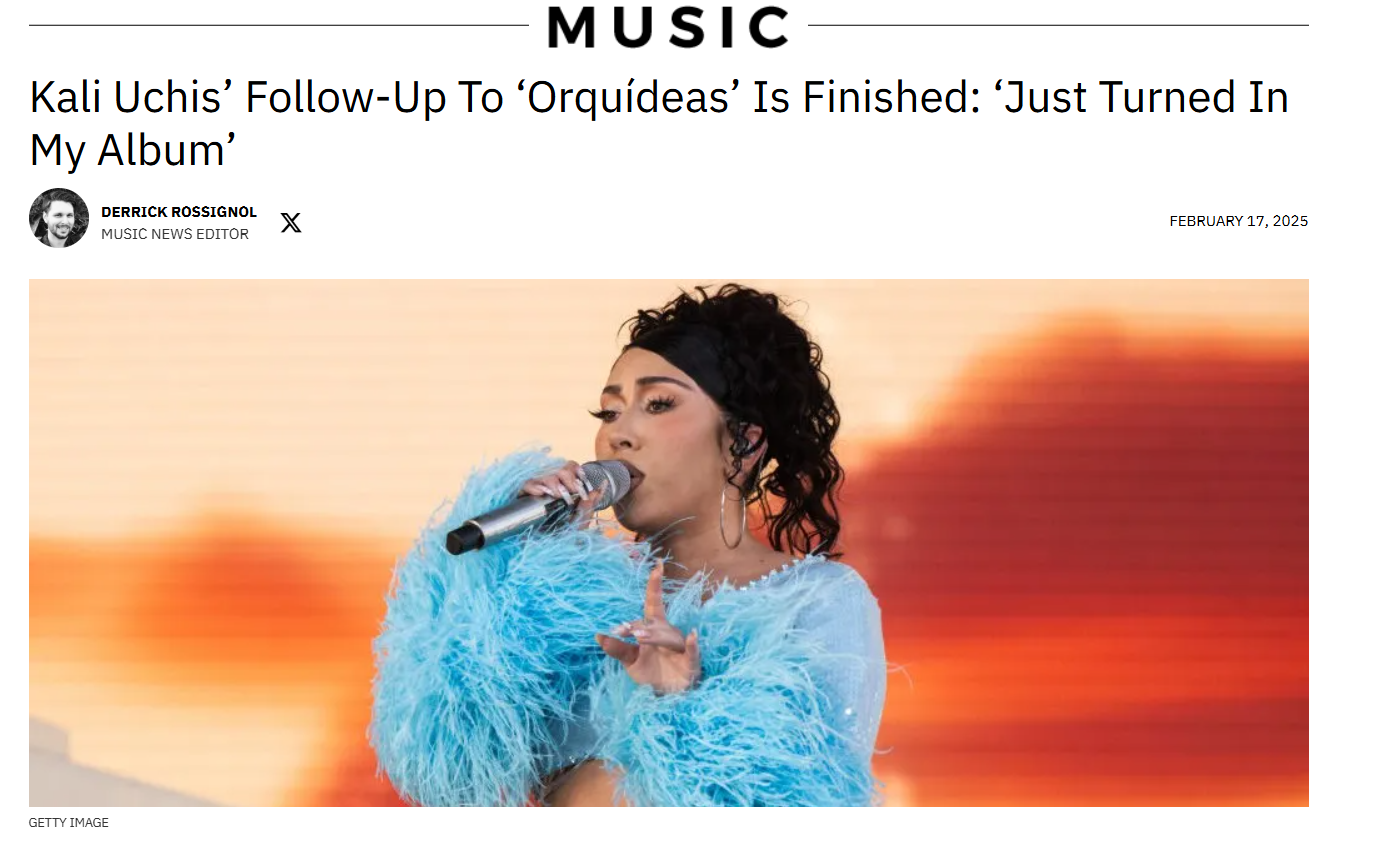 MUSIC
Kali Uchis’ Follow-Up To ‘Orquídeas’ Is Finished: ‘Just Turned In
My Album’
DERRICK ROSSIGNOL
MUSIC NEWS EDITOR
FEBRUARY 17, 2025
GETTY IMAGE